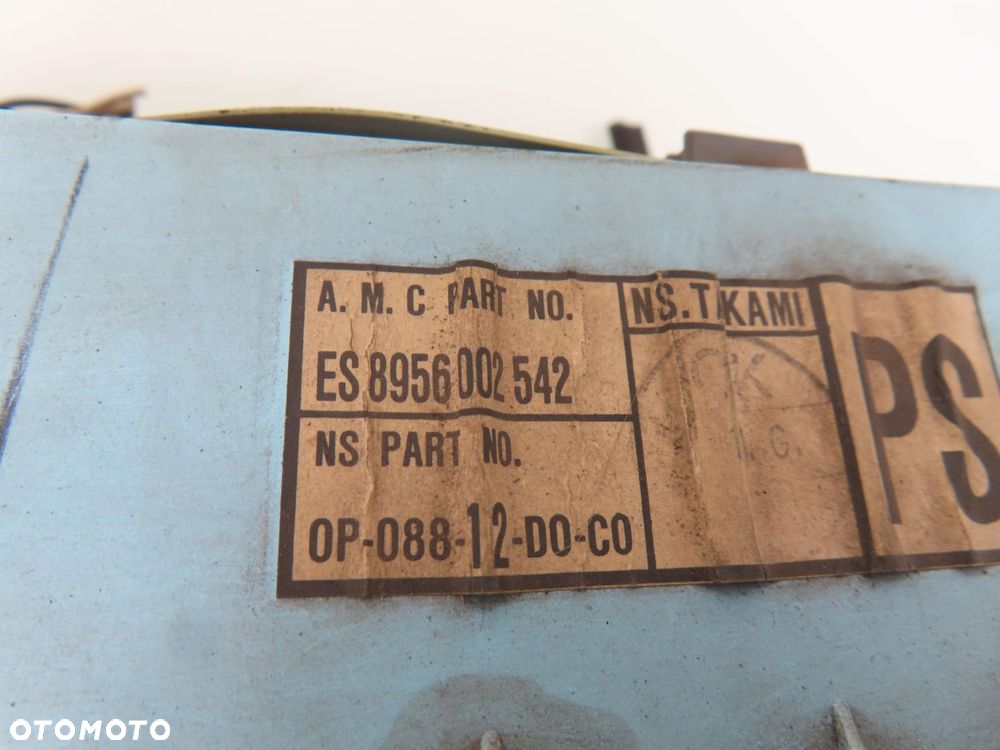 A. M. C PART NO.
ES 8956 002 542
NS PART NO.
OP-088-12-DO-CO
NS.TAKAMI
PS
OTOMOTO